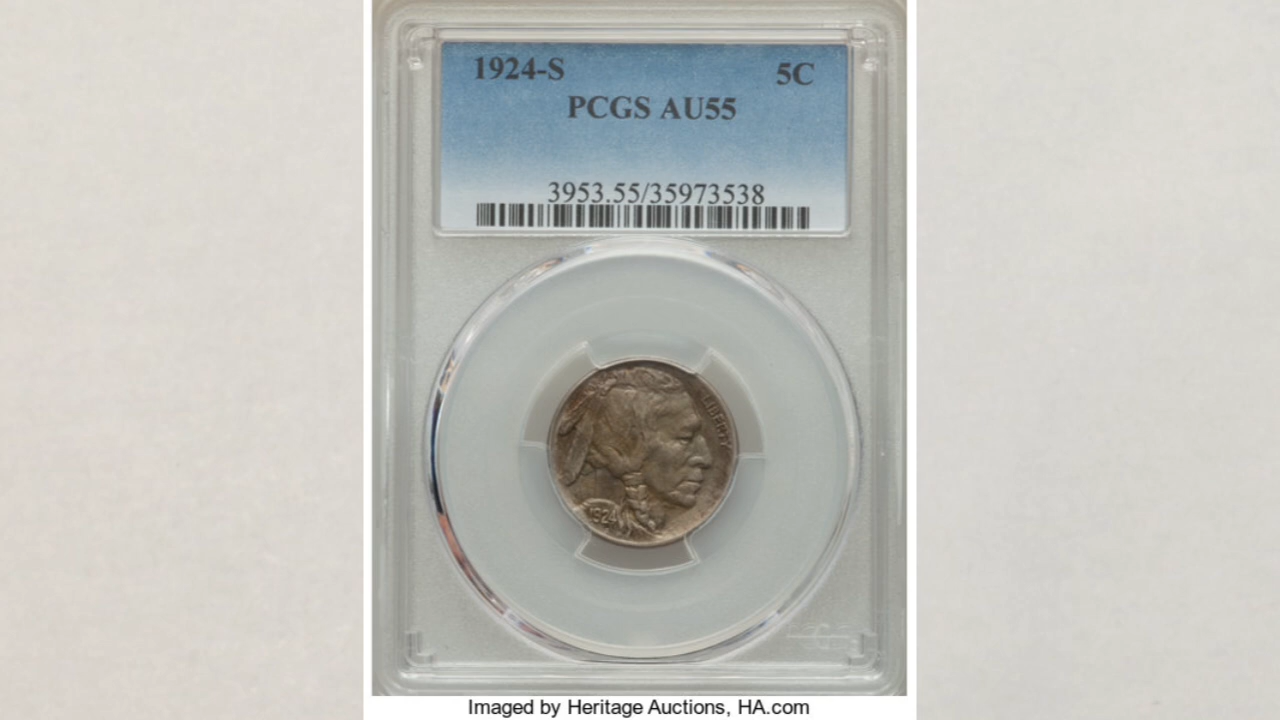 1924-S 5C
PCGS AU55
3953.55/35973538
LIBERTY
1924
Imaged by Heritage Auctions, HA.com